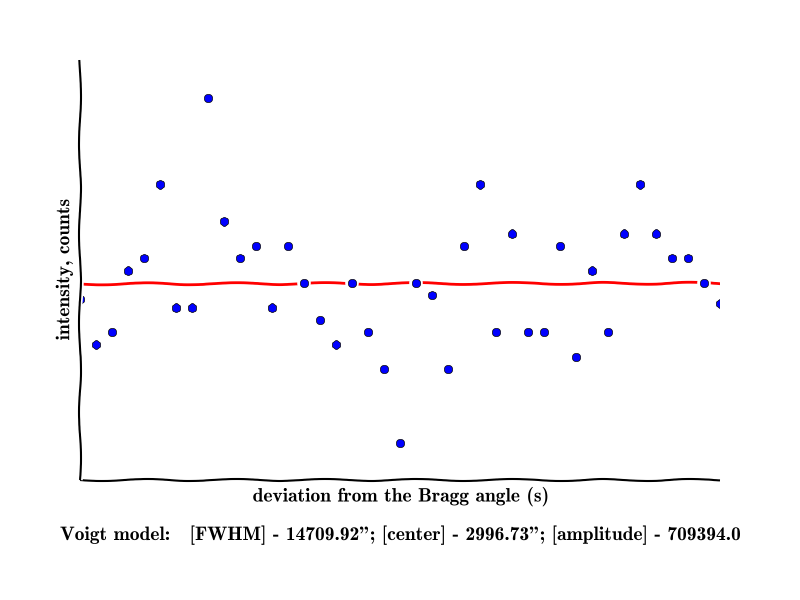 intensity, counts
deviation from the Bragg angle (s)
Voigt model: [FWHM] - 14709.92”; [center] - 2996.73”; [amplitude] - 709394.0